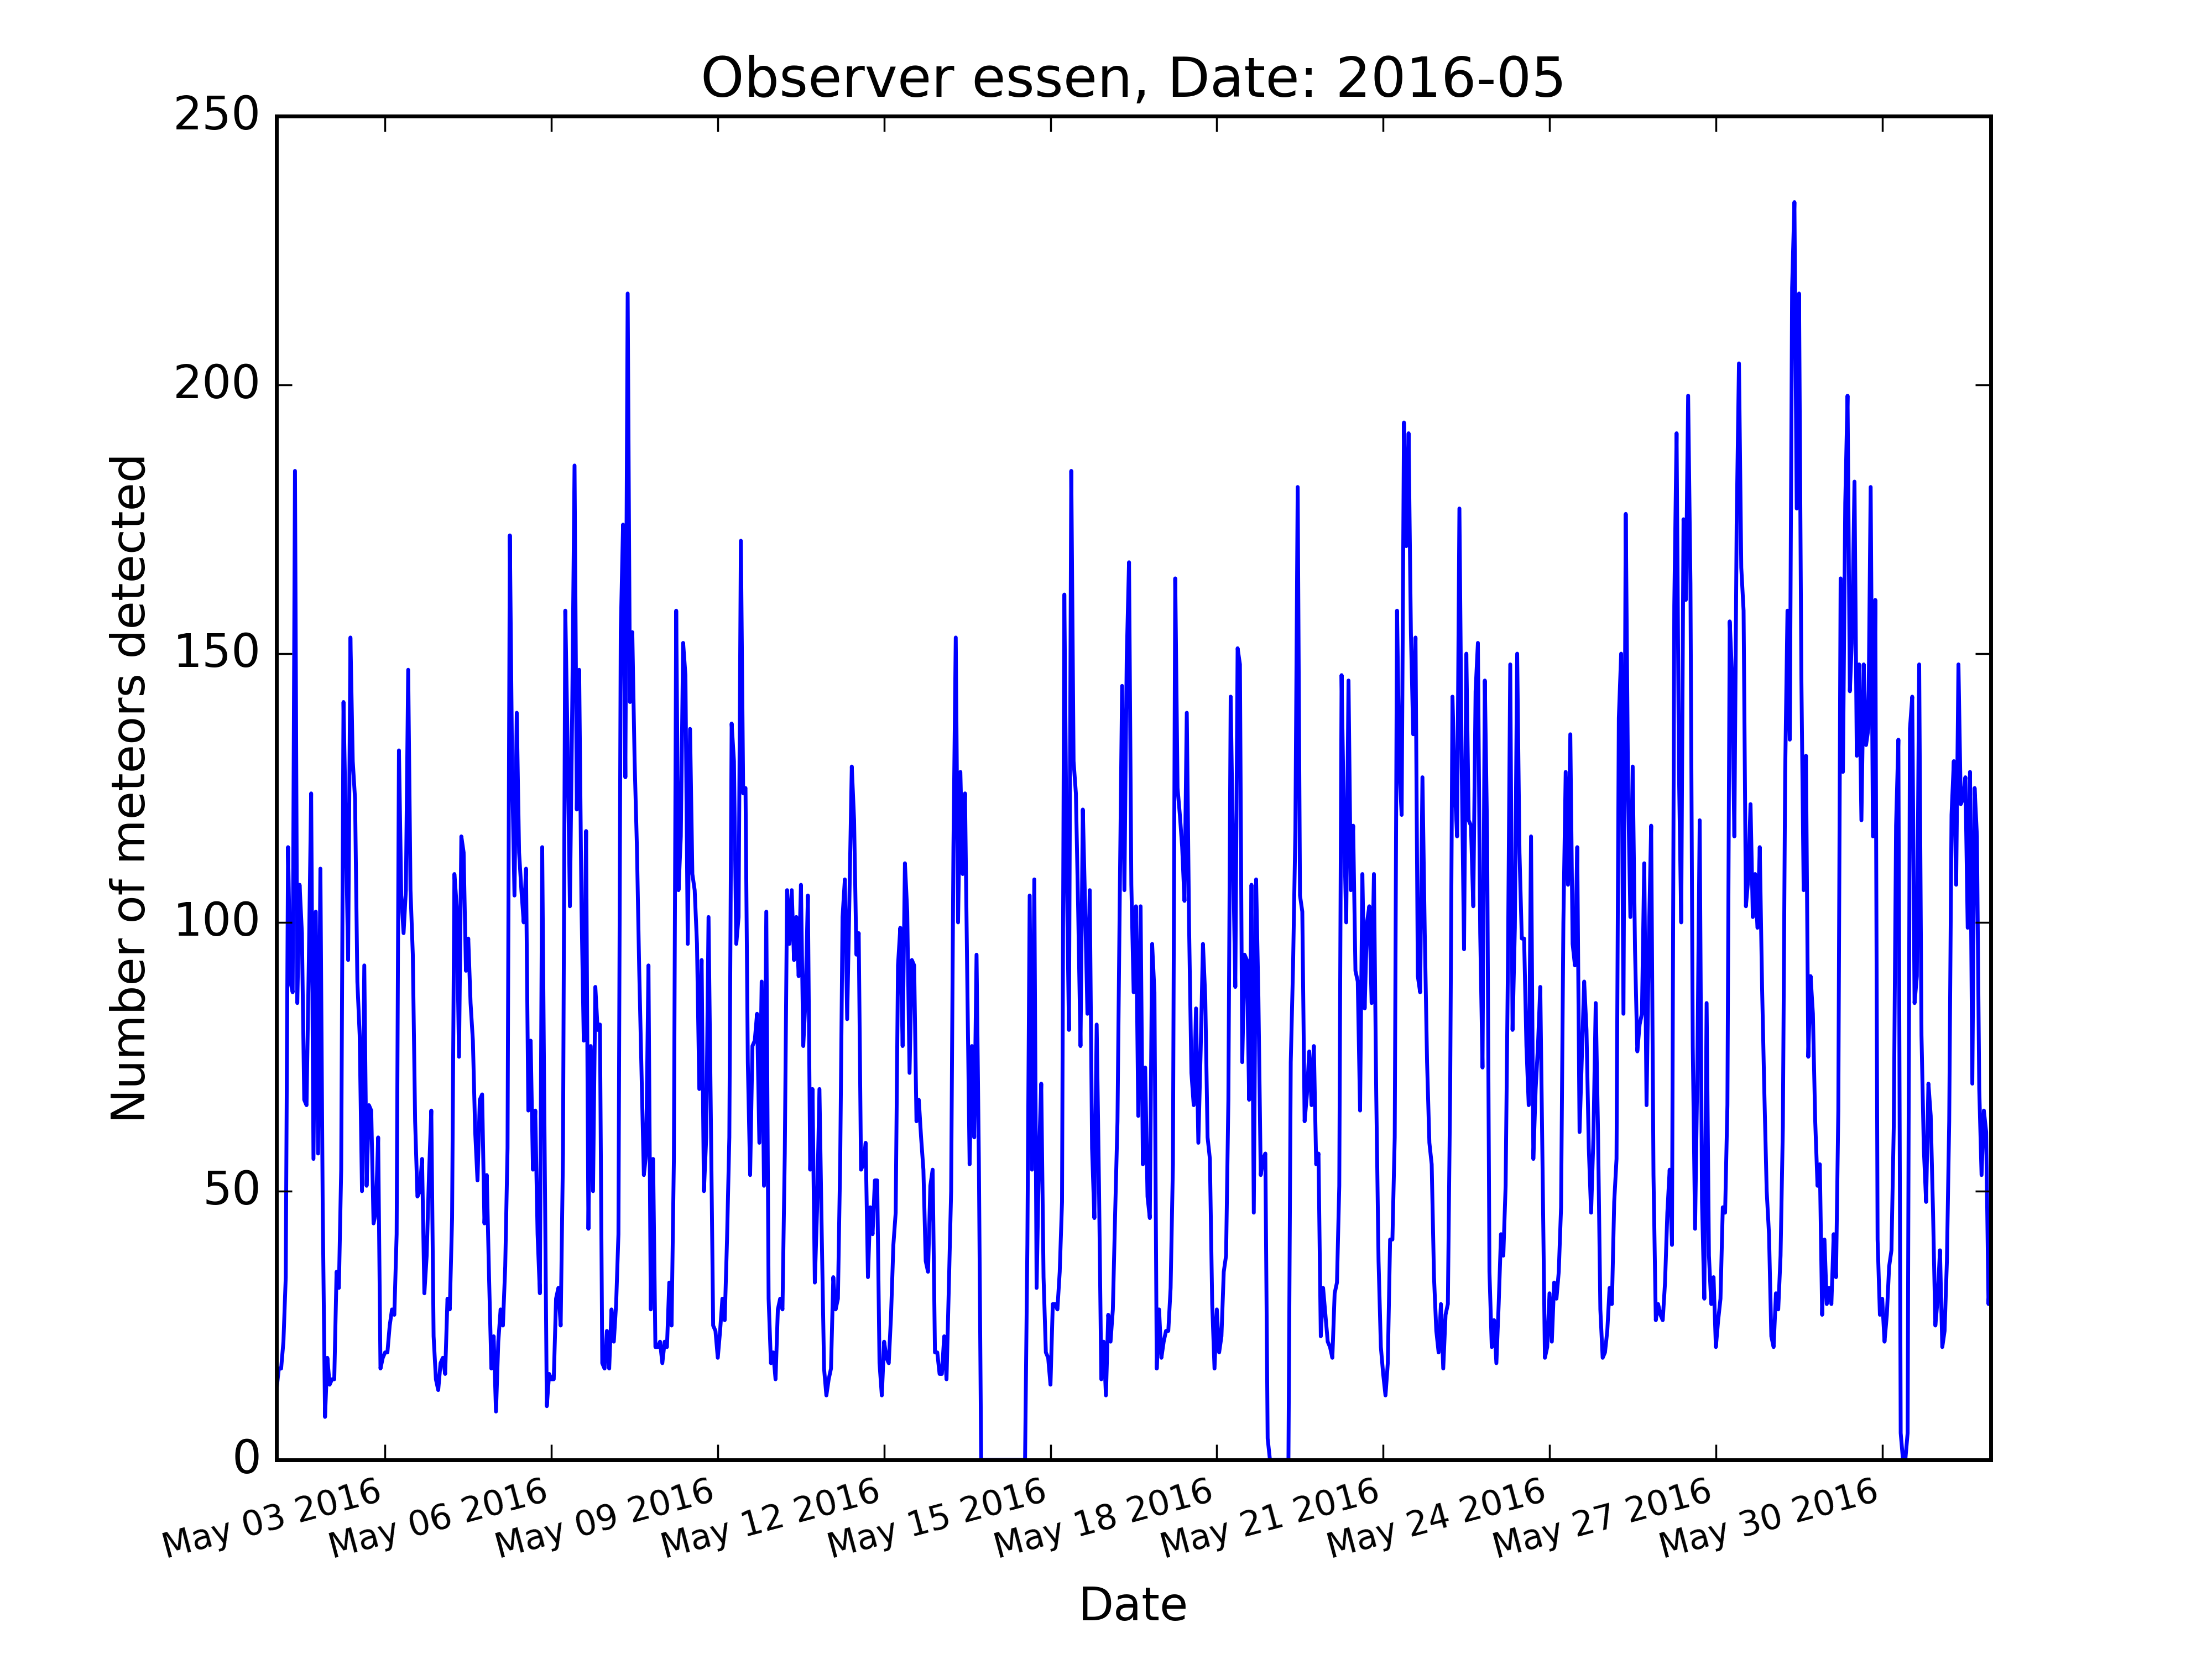 Observer essen, Date: 2016-05
Number of meteors detected
250
200
150
100
50
0
May 03 2016
May 06 2016
May 09 2016
May 12 2016
May 15 2016
May 18 2016
May 21 2016
May 24 2016
May 27 2016
May 30 2016
Date